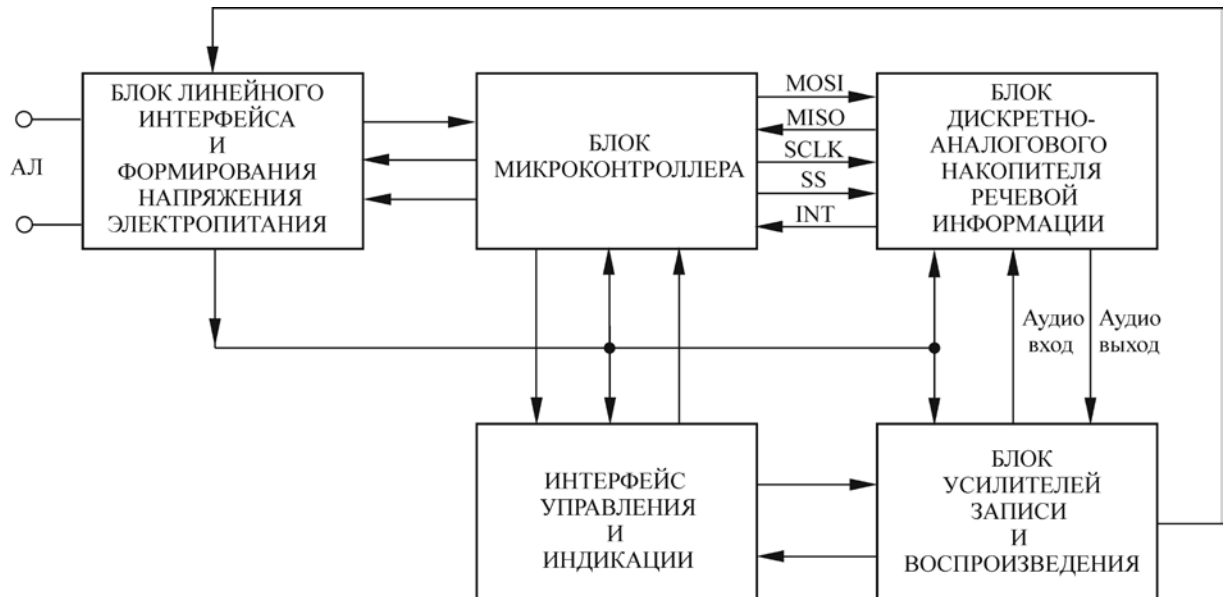 АЛ
БЛОК ЛИНЕЙНОГО
ИНТЕРФЕЙСА
И
ФОРМИРОВАНИЯ
НАПРЯЖЕНИЯ
ЭЛЕКТРОПИТАНИЯ
БЛОК
МИКРОКОНТРОЛЛЕРА
MOSI
MISO
SCLK
SS
INT
БЛОК
ДИСКРЕТНО-
АНАЛОГОВОГО
НАКОПИТЕЛЯ
РЕЧЕВОЙ
ИНФОРМАЦИИ
Аудио
вход
Аудио
выход
ИНТЕРФЕЙС
УПРАВЛЕНИЯ
И
ИНДИКАЦИИ
БЛОК
УСИЛИТЕЛЕЙ
ЗАПИСИ
И
ВОСПРОИЗВЕДЕНИЯ